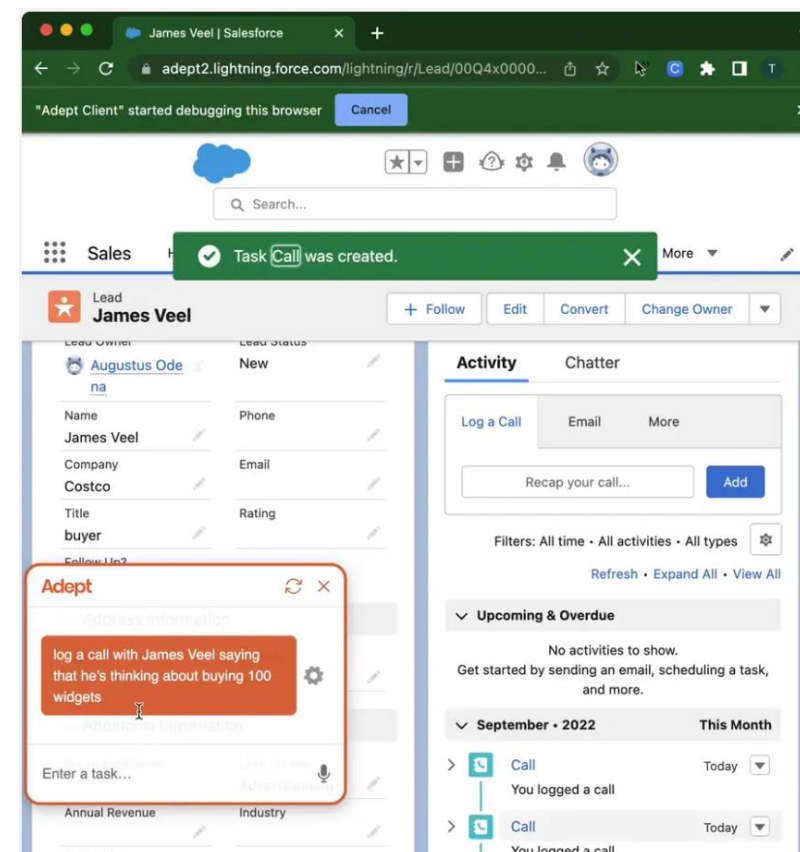 James Veel | Salesforce
adept2.lightning.force.com/lightning/r/Lead/00Q4x0000...
C
T
"Adept Client" started debugging this browser
Cancel
Search...
Sales
Task Call was created.
More
Lead
James Veel
+ Follow
Edit
Convert
Change Owner
Lead Owner
Lead Status
Augustus Ode
na
New
Name
James Veel
Phone
Company
Costco
Email
Title
buyer
Rating
Follow Up?
Adept
Address Information
log a call with James Veel saying
that he's thinking about buying 100
widgets
Additional Information
Enter a task...
Annual Revenue
Industry
Activity
Chatter
Log a Call
Email
More
Recap your call...
Add
Filters: All time • All activities • All types
Refresh • Expand All • View All
Upcoming & Overdue
No activities to show.
Get started by sending an email, scheduling a task,
and more.
September • 2022
This Month
Call
Today
You logged a call
Call
Today
You logged a call